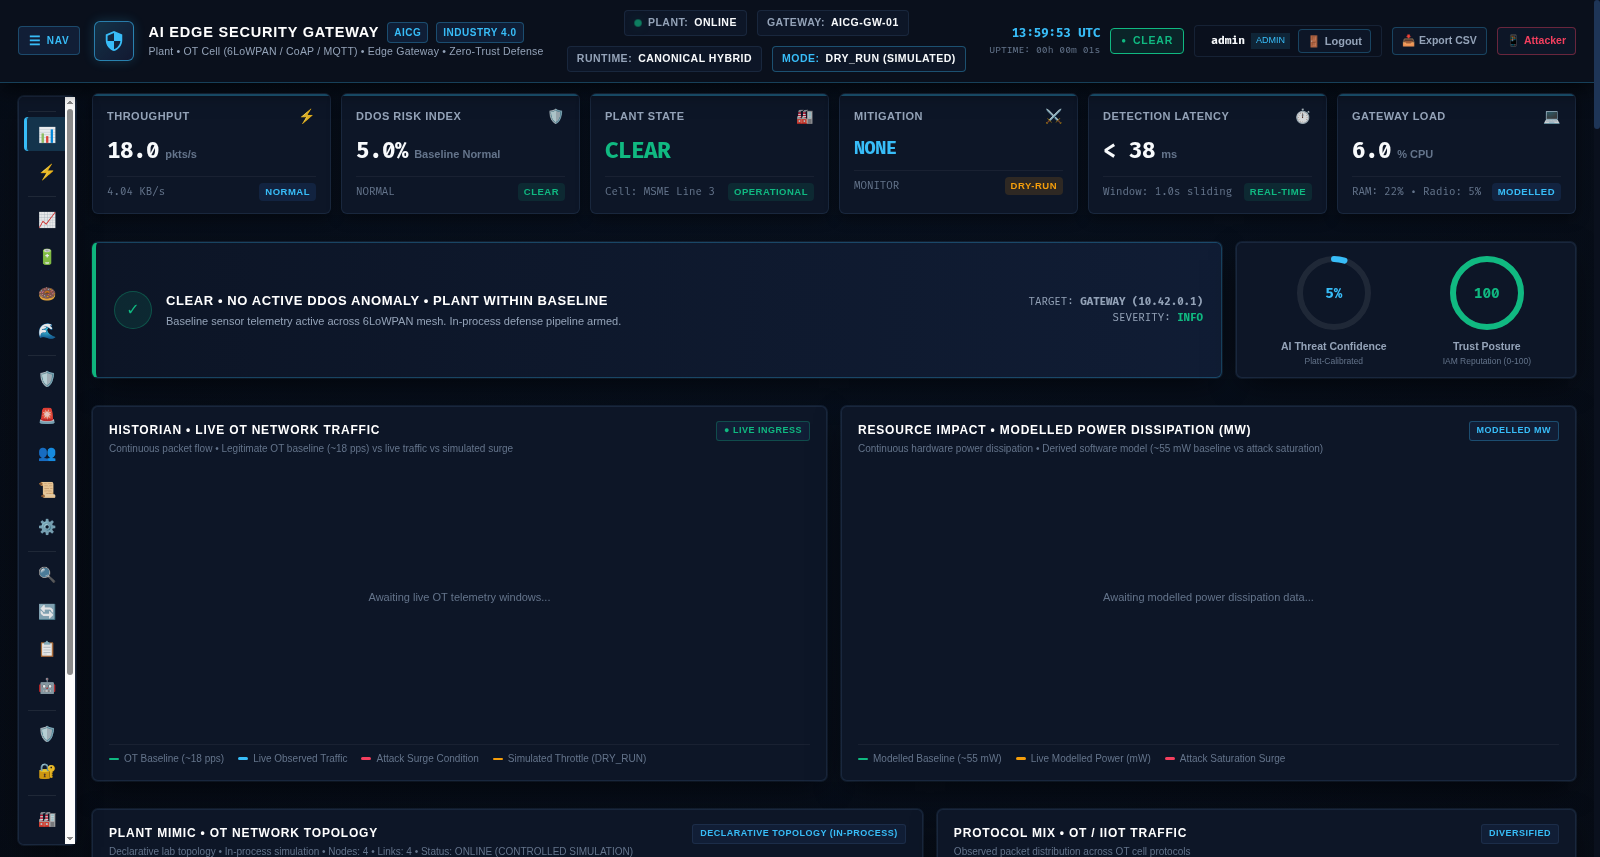 ☰ NAV
AI EDGE SECURITY GATEWAY AICG INDUSTRY 4.0
Plant • OT Cell (6LoWPAN / CoAP / MQTT) • Edge Gateway • Zero-Trust Defense
PLANT: ONLINE
GATEWAY: AICG-GW-01
RUNTIME: CANONICAL HYBRID
MODE: DRY_RUN (SIMULATED)
13:59:53 UTC
UPTIME: 00h 00m 01s
● CLEAR
admin ADMIN Logout
Export CSV
Attacker
THROUGHPUT
18.0 pkts/s
4.04 KB/s NORMAL
DDOS RISK INDEX
5.0% Baseline Normal
NORMAL CLEAR
PLANT STATE
CLEAR
Cell: MSME Line 3 OPERATIONAL
MITIGATION
NONE
MONITOR DRY-RUN
DETECTION LATENCY
< 38 ms
Window: 1.0s sliding REAL-TIME
GATEWAY LOAD
6.0 % CPU
RAM: 22% • Radio: 5% MODELLED
✓
CLEAR • NO ACTIVE DDOS ANOMALY • PLANT WITHIN BASELINE
Baseline sensor telemetry active across 6LoWPAN mesh. In-process defense pipeline armed.
TARGET: GATEWAY (10.42.0.1)
SEVERITY: INFO
5%
AI Threat Confidence
Platt-Calibrated
100
Trust Posture
IAM Reputation (0-100)
HISTORIAN • LIVE OT NETWORK TRAFFIC
● LIVE INGRESS
Continuous packet flow • Legitimate OT baseline (~18 pps) vs live traffic vs simulated surge
Awaiting live OT telemetry windows...
OT Baseline (~18 pps) Live Observed Traffic Attack Surge Condition Simulated Throttle (DRY_RUN)
RESOURCE IMPACT • MODELLED POWER DISSIPATION (MW)
MODELLED MW
Continuous hardware power dissipation • Derived software model (~55 mW baseline vs attack saturation)
Awaiting modelled power dissipation data...
Modelled Baseline (~55 mW) Live Modelled Power (mW) Attack Saturation Surge
PLANT MIMIC • OT NETWORK TOPOLOGY
DECLARATIVE TOPOLOGY (IN-PROCESS)
Declarative lab topology • In-process simulation • Nodes: 4 • Links: 4 • Status: ONLINE (CONTROLLED SIMULATION)
PROTOCOL MIX • OT / IIOT TRAFFIC
DIVERSIFIED
Observed packet distribution across OT cell protocols